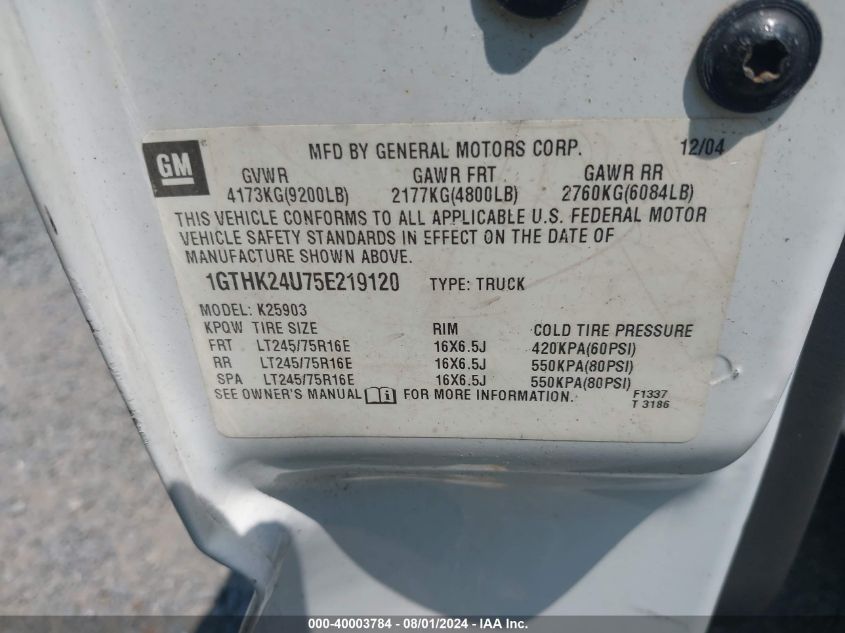 GM
MFD BY GENERAL MOTORS CORP. 12/04
GVWR GAWR FRT GAWR RR
4173KG(9200LB) 2177KG(4800LB) 2760KG(6084LB)
THIS VEHICLE CONFORMS TO ALL APPLICABLE U.S. FEDERAL MOTOR
VEHICLE SAFETY STANDARDS IN EFFECT ON THE DATE OF
MANUFACTURE SHOWN ABOVE.
1GTHK24U75E219120 TYPE: TRUCK
MODEL: K25903
KPQW TIRE SIZE RIM COLD TIRE PRESSURE
FRT LT245/75R16E 16X6.5J 420KPA(60PSI)
RR LT245/75R16E 16X6.5J 550KPA(80PSI)
SPA LT245/75R16E 16X6.5J 550KPA(80PSI)
SEE OWNER'S MANUAL FOR MORE INFORMATION.
F1337
T 3186
000-40003784 - 08/01/2024 - IAA Inc.